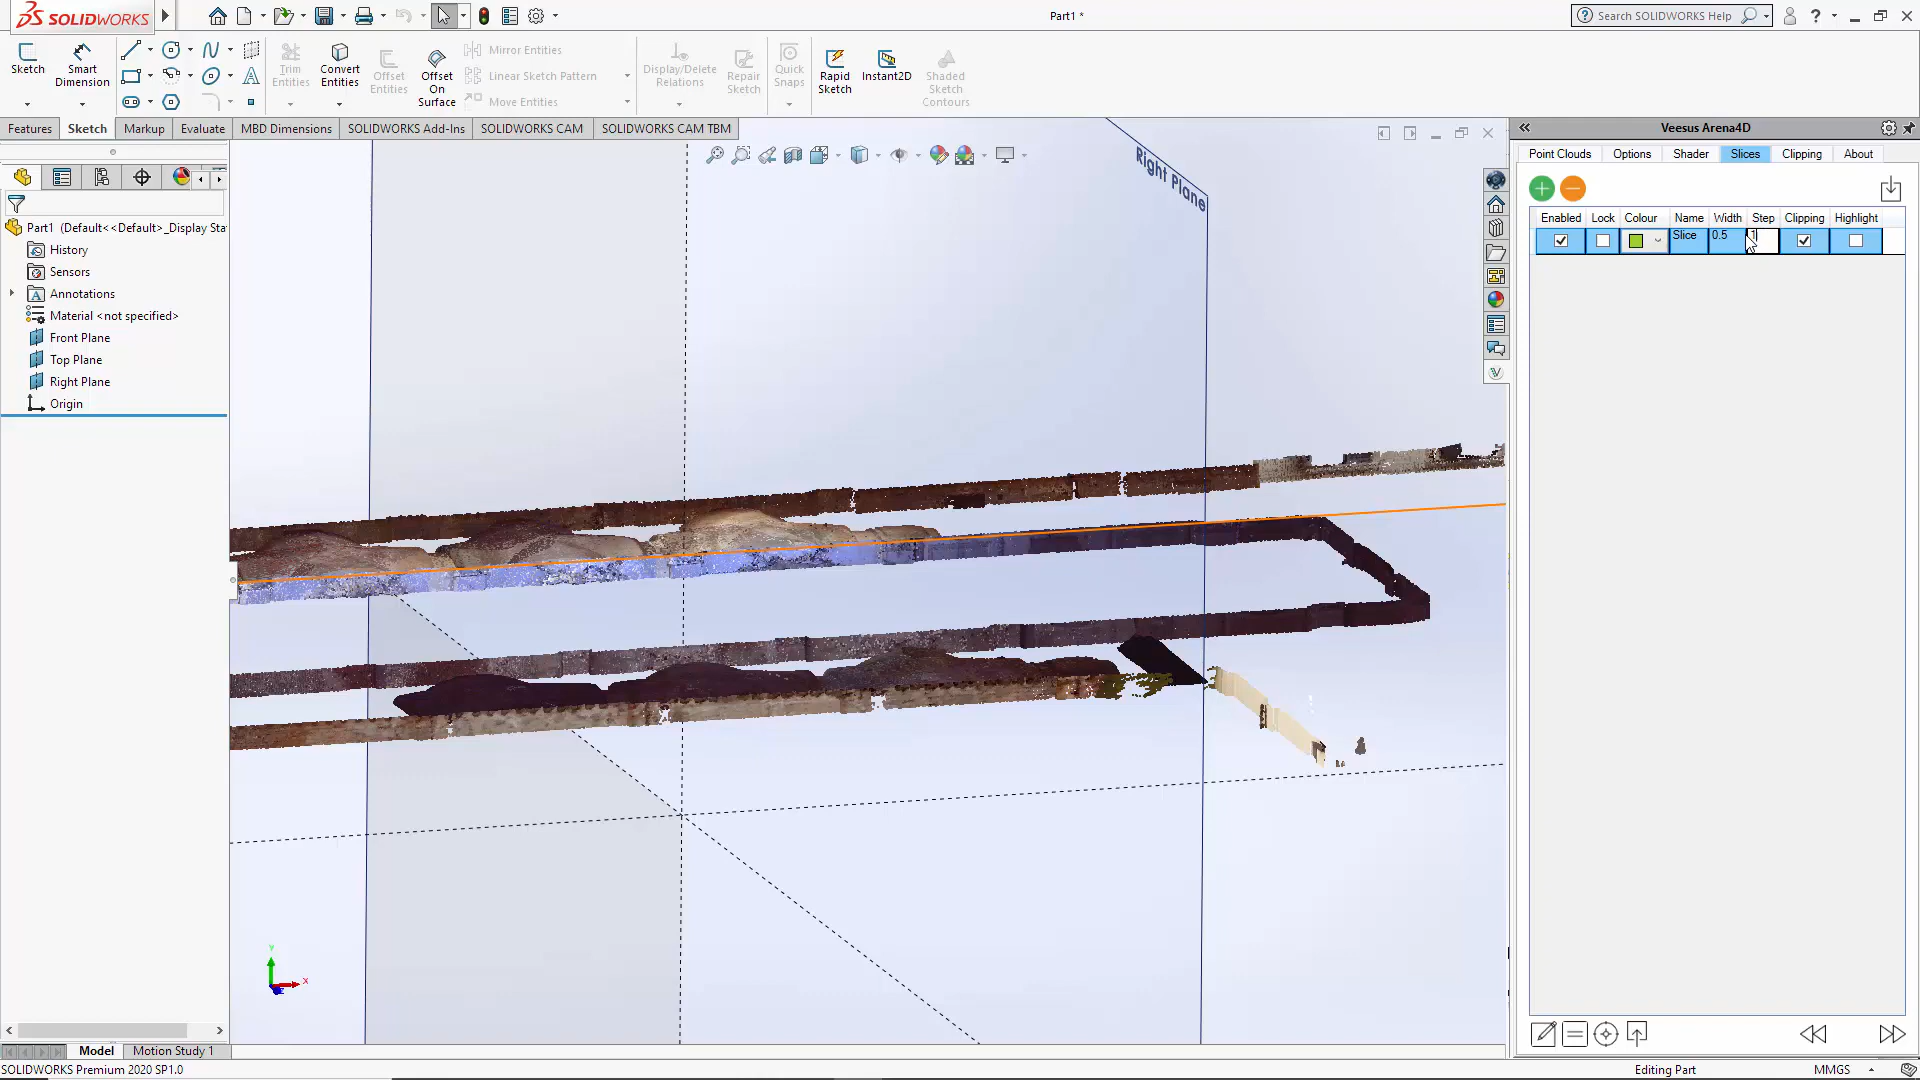 SOLIDWORKS
Part1 *
Search SOLIDWORKS Help
Sketch
Smart
Dimension
Trim
Entities
Convert
Entities
Offset
Entities
Offset
On
Surface
Mirror Entities
Linear Sketch Pattern
Move Entities
Display/Delete
Relations
Repair
Sketch
Quick
Snaps
Rapid
Sketch
Instant2D
Shaded
Sketch
Contours
Features
Sketch
Markup
Evaluate
MBD Dimensions
SOLIDWORKS Add-Ins
SOLIDWORKS CAM
SOLIDWORKS CAM TBM
Part1 (Default<<Default>_Display Sta
History
Sensors
Annotations
Material <not specified>
Front Plane
Top Plane
Right Plane
Origin
Right Plane
Y
X
Veesus Arena4D
Point Clouds
Options
Shader
Slices
Clipping
About
Enabled Lock Colour Name Width Step Clipping Highlight
Slice 0.5 1
Model
Motion Study 1
SOLIDWORKS Premium 2020 SP1.0
Editing Part
MMGS